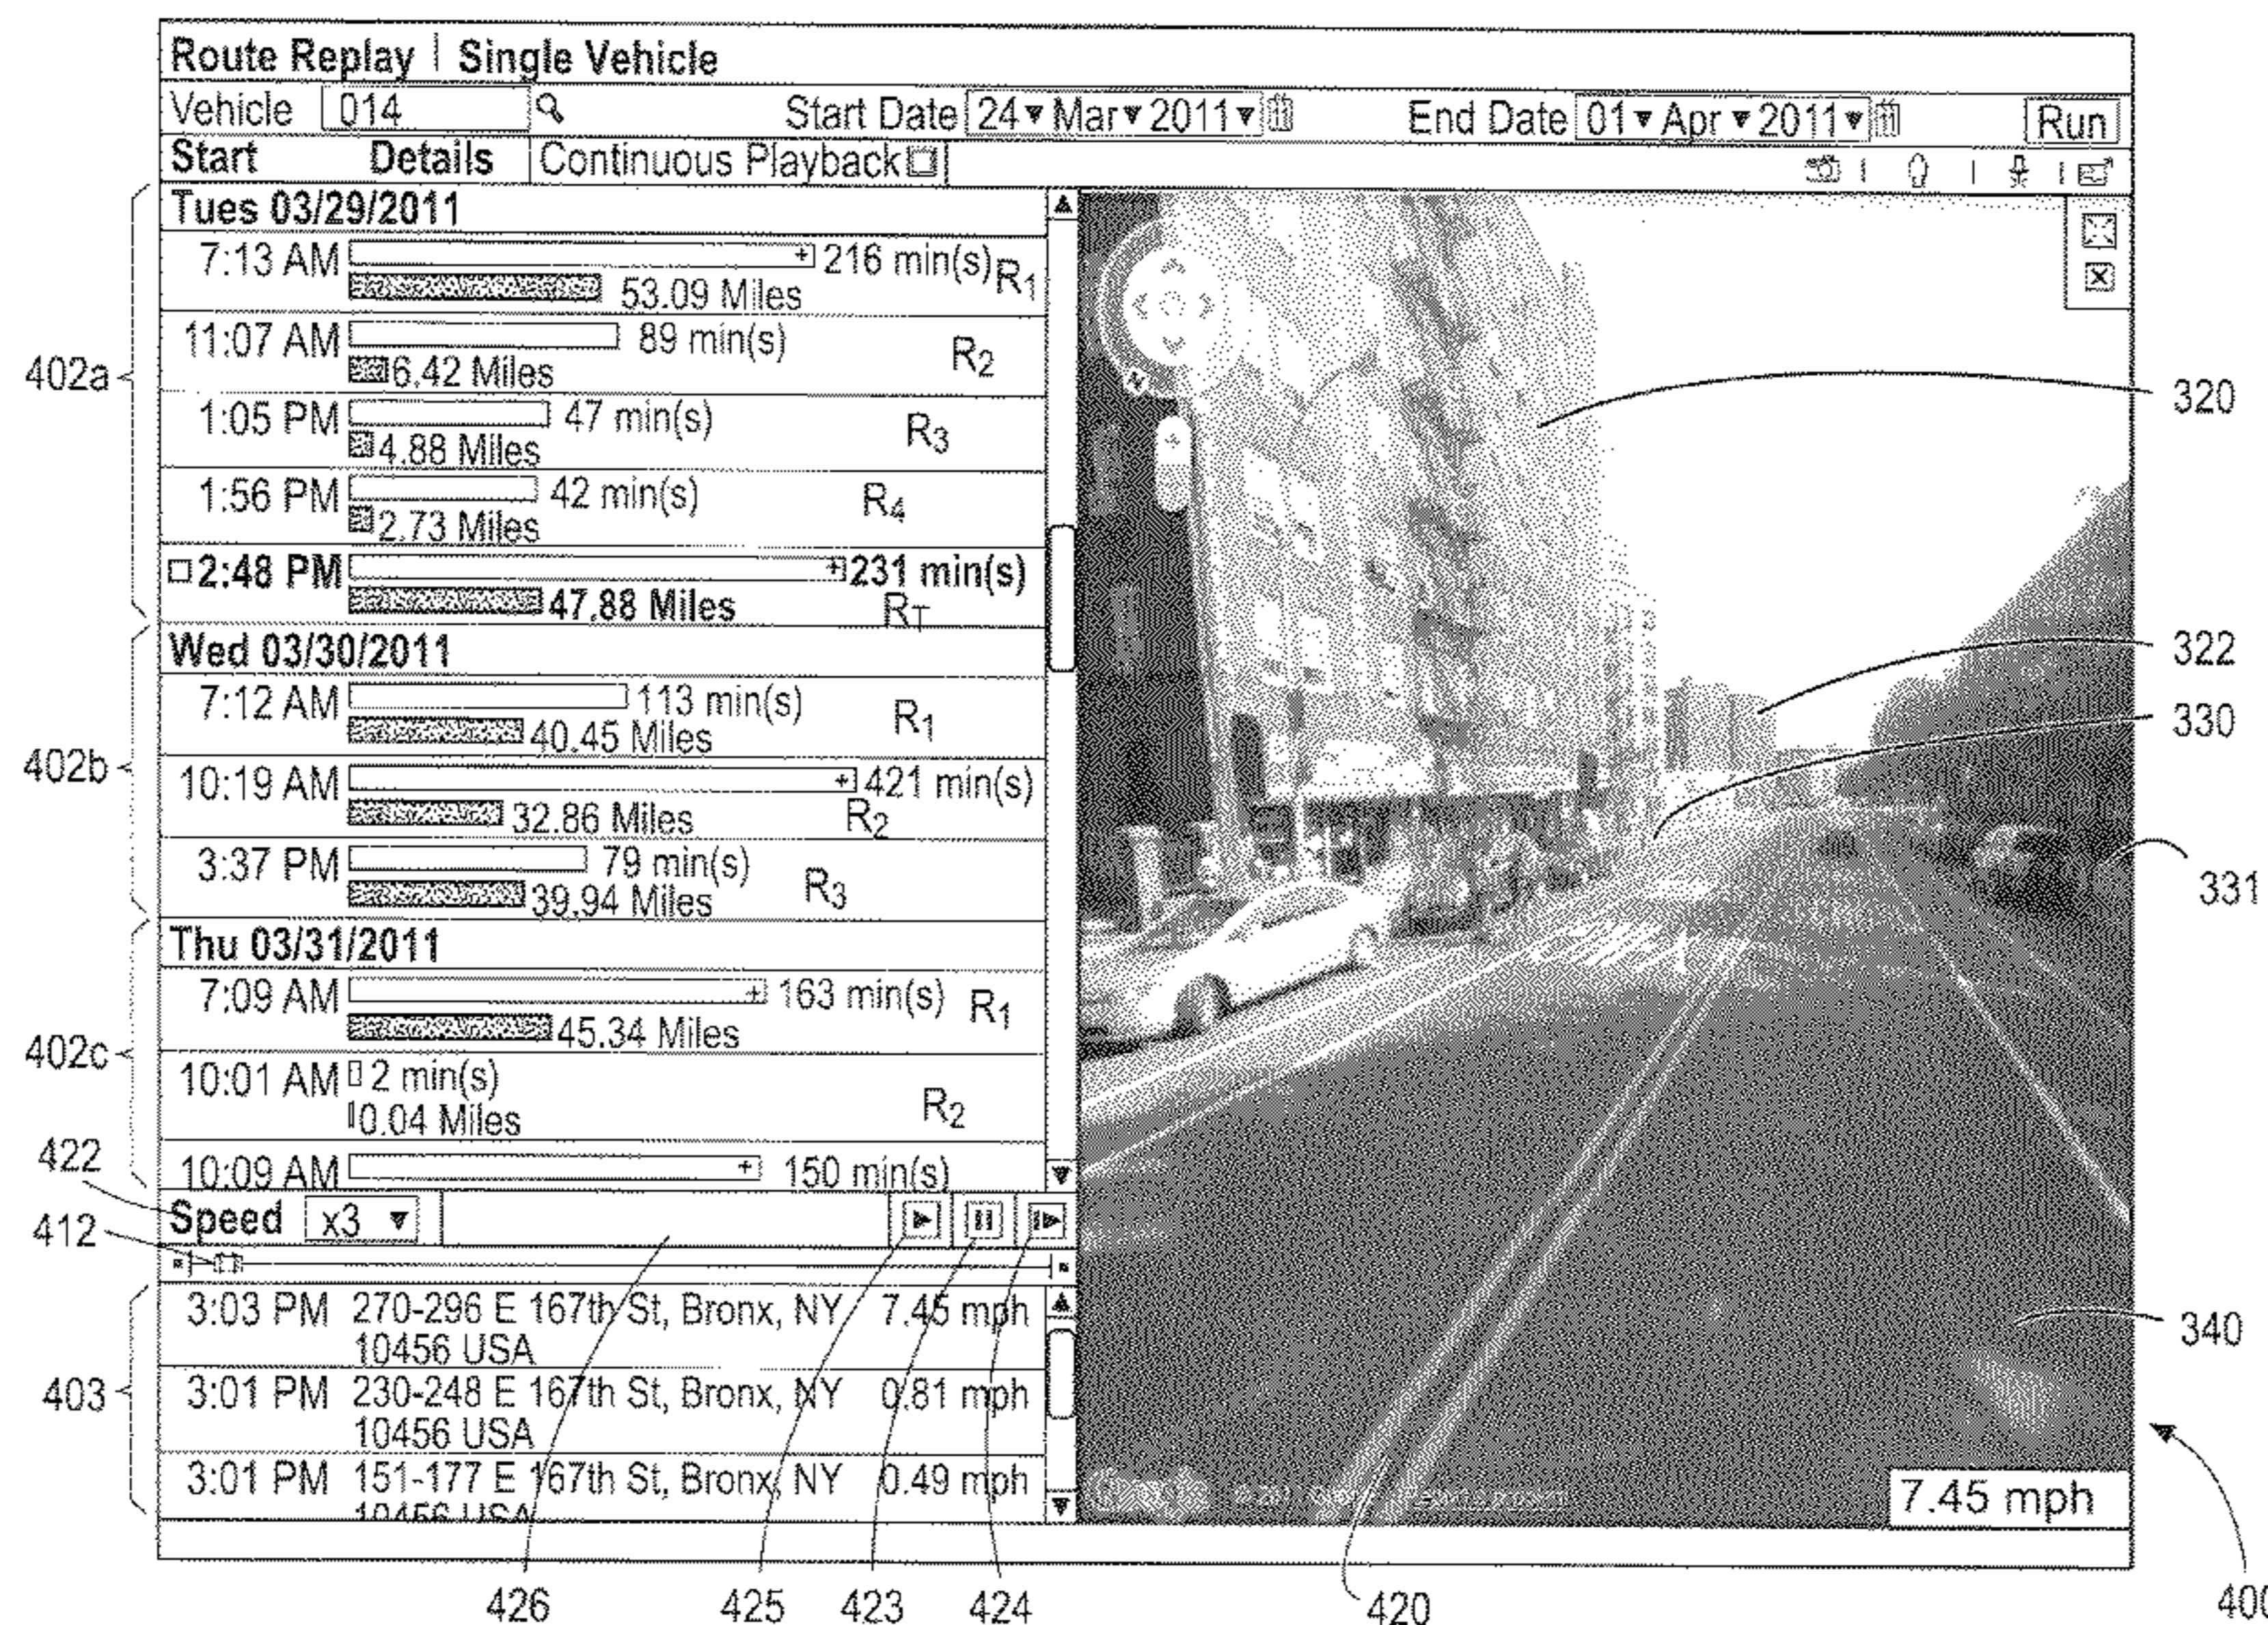 Route Replay | Single Vehicle
Vehicle 014 Start Date 24 Mar 2011 End Date 01 Apr 2011 Run
Start Details Continuous Playback
Tues 03/29/2011
7:13 AM 216 min(s) R1
53.09 Miles
11:07 AM 89 min(s) R2
6.42 Miles
1:05 PM 47 min(s) R3
4.88 Miles
1:56 PM 42 min(s) R4
2.73 Miles
2:48 PM 231 min(s)
47.88 Miles RT
Wed 03/30/2011
7:12 AM 113 min(s) R1
40.45 Miles
10:19 AM 421 min(s)
32.86 Miles R2
3:37 PM 79 min(s) R3
39.94 Miles
Thu 03/31/2011
7:09 AM 163 min(s) R1
45.34 Miles
10:01 AM 2 min(s) R2
0.04 Miles
10:09 AM 150 min(s)
Speed x3
3:03 PM 270-296 E 167th St, Bronx, NY 7.45 mph
10456 USA
3:01 PM 230-248 E 167th St, Bronx, NY 0.81 mph
10456 USA
3:01 PM 151-177 E 167th St, Bronx, NY 0.49 mph
10456 USA
N
7.45 mph
402a
402b
402c
422
412
403
426
425
423
424
420
320
322
330
331
340
400